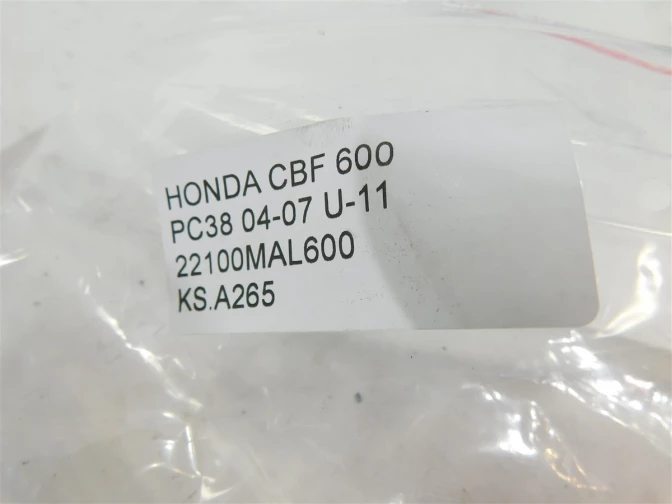 HONDA CBF 600
PC38 04-07 U-11
22100MAL600
KS.A265